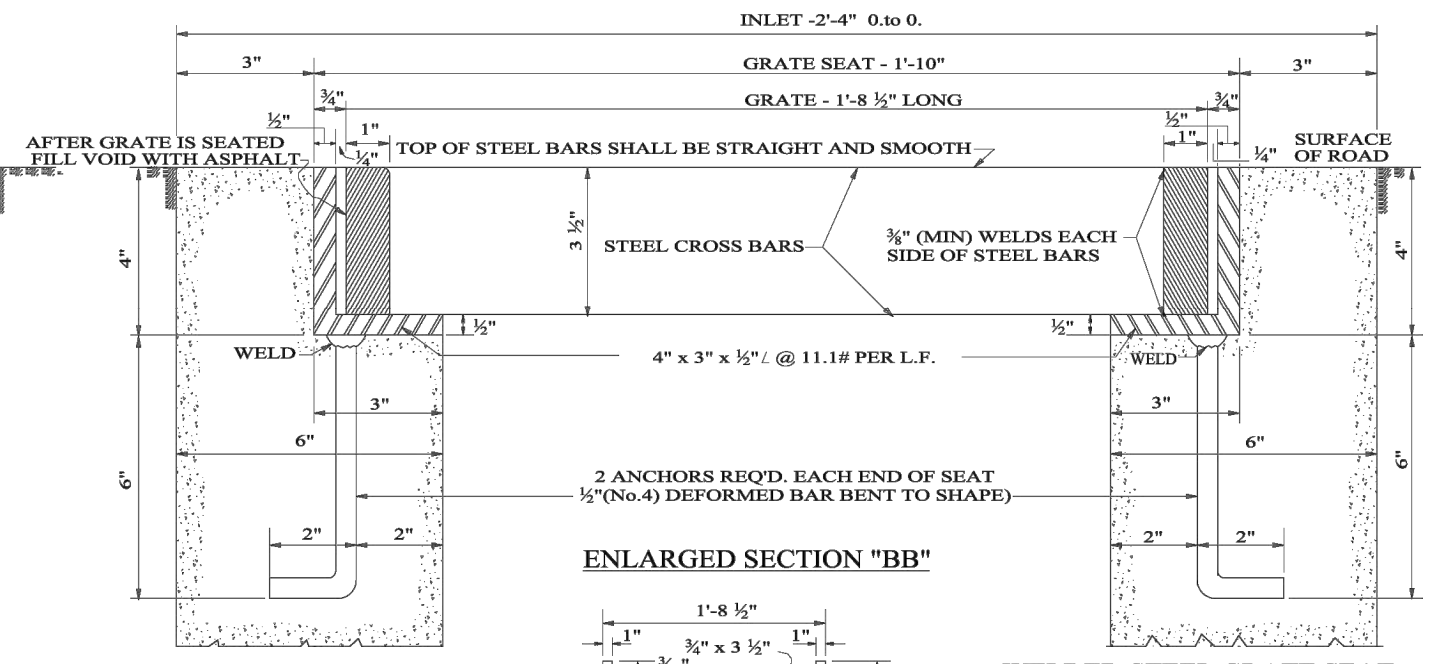 INLET -2'-4" 0.to 0.
3" GRATE SEAT - 1'-10" 3"
¾" GRATE - 1'-8 ½" LONG ¾"
½" 1" ½" 1"
AFTER GRATE IS SEATED
FILL VOID WITH ASPHALT
¼" TOP OF STEEL BARS SHALL BE STRAIGHT AND SMOOTH ¼"
SURFACE
OF ROAD
4" 3 ½" 4"
STEEL CROSS BARS
⅜" (MIN) WELDS EACH
SIDE OF STEEL BARS
½" ½"
WELD 4" x 3" x ½"∠ @ 11.1# PER L.F. WELD
3" 3"
6" 6"
6" 6"
2 ANCHORS REQ'D. EACH END OF SEAT
½"(No.4) DEFORMED BAR BENT TO SHAPE)
2" 2" 2" 2"
ENLARGED SECTION "BB"
1'-8 ½"
1" ¾" x 3 ½" 1"